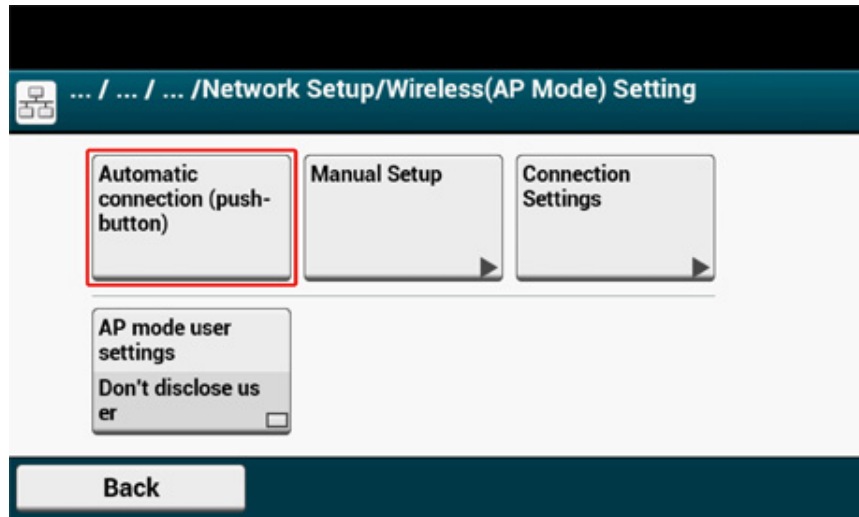 ... / ... / ... /Network Setup/Wireless(AP Mode) Setting
Automatic
connection (push-
button)
Manual Setup
Connection
Settings
AP mode user
settings
Don't disclose us
er
Back